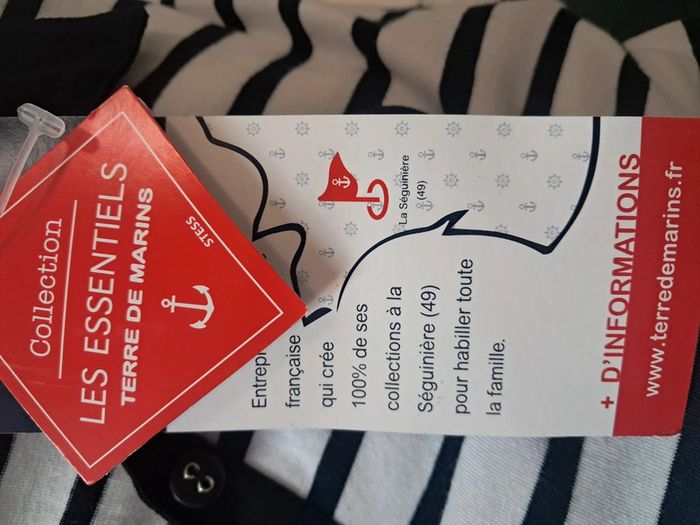 Collection
LES ESSENTIELS
TERRE DE MARINS
STESS
La Séguinière
(49)
française
qui crée
100% de ses
collections à la
Séguinière (49)
pour habiller toute
la famille.
+ D'INFORMATIONS
www.terredemarins.fr